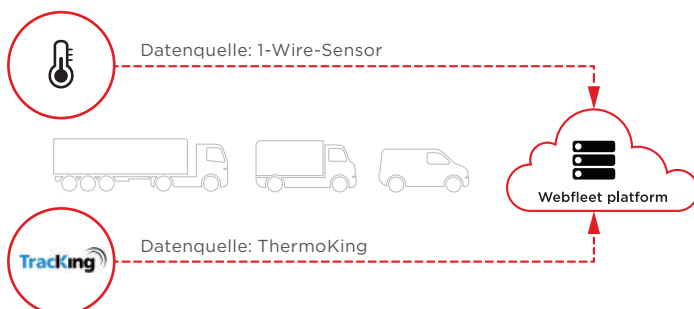 Datenquelle: 1-Wire-Sensor
Webfleet platform
Datenquelle: ThermoKing
TracKing